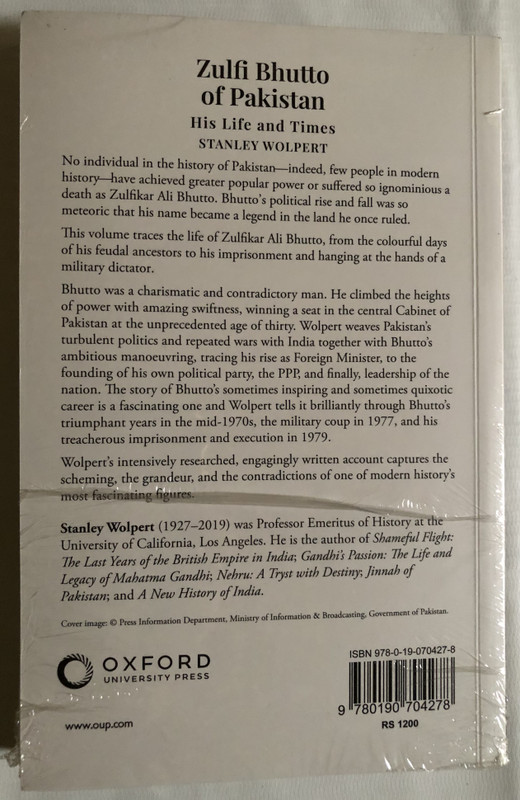 Zulfi Bhutto
of Pakistan
His Life and Times
STANLEY WOLPERT
No individual in the history of Pakistan—indeed, few people in modern
history—have achieved greater popular power or suffered so ignominious a
death as Zulfikar Ali Bhutto. Bhutto's political rise and fall was so
meteoric that his name became a legend in the land he once ruled.
This volume traces the life of Zulfikar Ali Bhutto, from the colourful days
of his feudal ancestors to his imprisonment and hanging at the hands of a
military dictator.
Bhutto was a charismatic and contradictory man. He climbed the heights
of power with amazing swiftness, winning a seat in the central Cabinet of
Pakistan at the unprecedented age of thirty. Wolpert weaves Pakistan's
turbulent politics and repeated wars with India together with Bhutto's
ambitious manoeuvring, tracing his rise as Foreign Minister, to the
founding of his own political party, the PPP, and finally, leadership of the
nation. The story of Bhutto's sometimes inspiring and sometimes quixotic
career is a fascinating one and Wolpert tells it brilliantly through Bhutto's
triumphant years in the mid-1970s, the military coup in 1977, and his
treacherous imprisonment and execution in 1979.
Wolpert's intensively researched, engagingly written account captures the
scheming, the grandeur, and the contradictions of one of modern history's
most fascinating figures.
Stanley Wolpert (1927–2019) was Professor Emeritus of History at the
University of California, Los Angeles. He is the author of Shameful Flight:
The Last Years of the British Empire in India; Gandhi's Passion: The Life and
Legacy of Mahatma Gandhi; Nehru: A Tryst with Destiny; Jinnah of
Pakistan; and A New History of India.
Cover image: © Press Information Department, Ministry of Information & Broadcasting, Government of Pakistan.
OXFORD
UNIVERSITY PRESS
www.oup.com
ISBN 978-0-19-070427-8
9 780190 704278
RS 1200